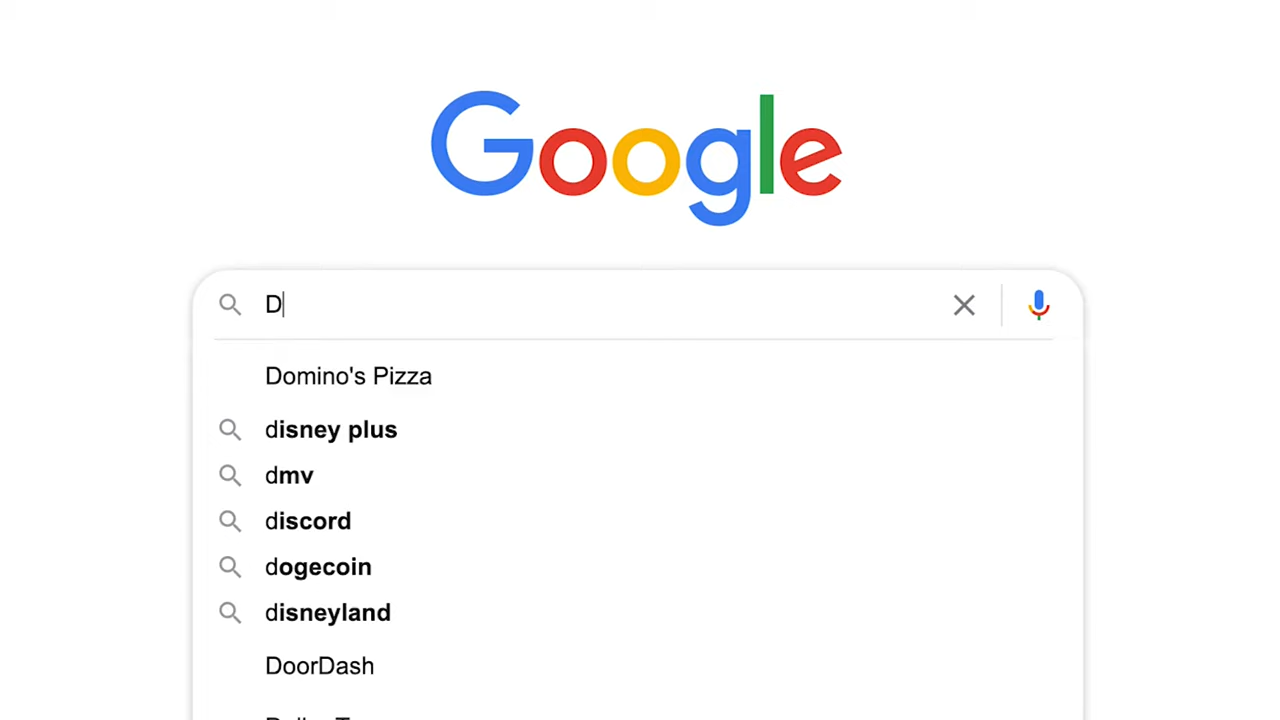 Google
D
Domino's Pizza
disney plus
dmv
discord
dogecoin
disneyland
DoorDash